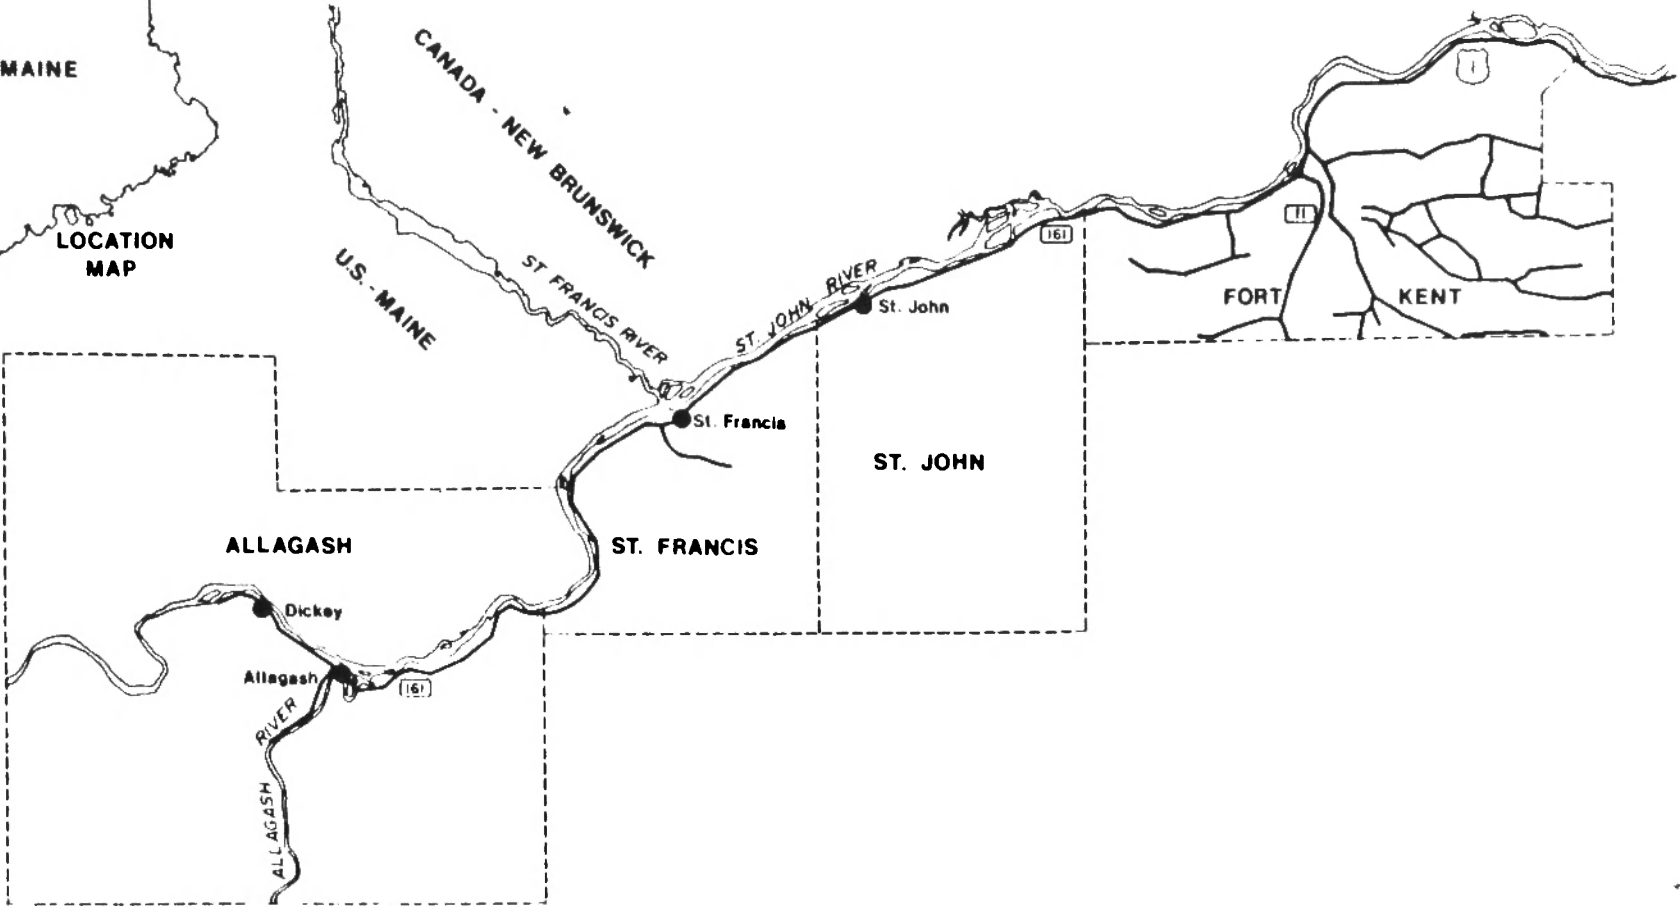 MAINE
LOCATION
MAP
CANADA - NEW BRUNSWICK
U.S.-MAINE
ST FRANCIS RIVER
ST. JOHN RIVER
1
11
161
FORT KENT
St. John
St. Francis
ST. JOHN
ALLAGASH
ST. FRANCIS
Dickey
Allagash
161
ALLAGASH RIVER